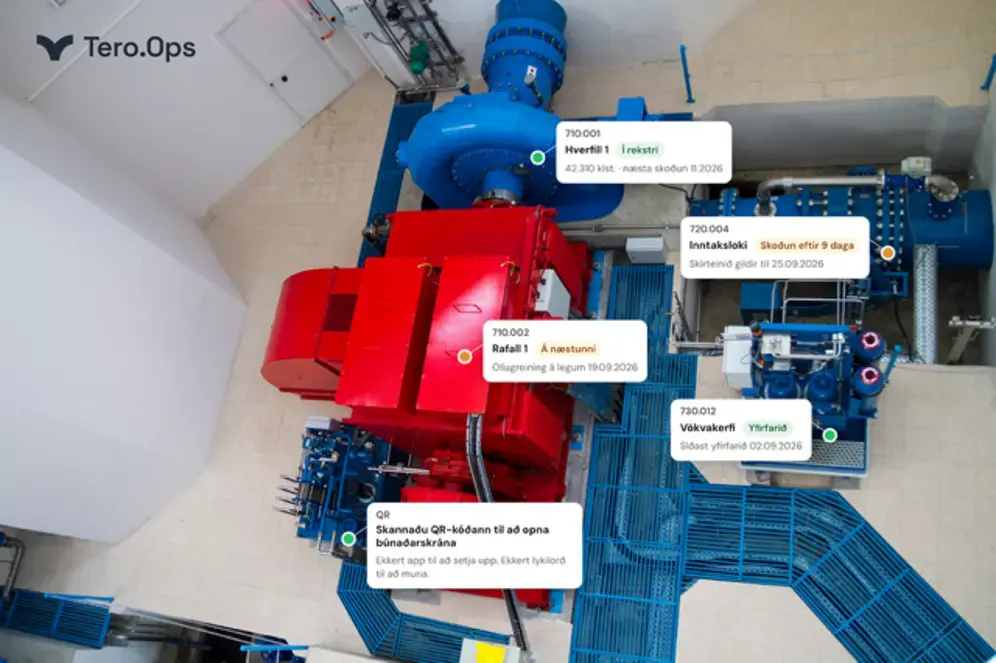 Tero.Ops
710.001
Hverfill 1 Í rekstri
42.310 klst. · næsta skoðun 11.2026
720.004
Inntaksloki Skoðun eftir 9 daga
Skírteinið gildir til 25.09.2026
710.002
Rafall 1 Á næstunni
Olíugreining á legum 19.09.2026
730.012
Vökvakerfi Yfirfarið
Síðast yfirfarið 02.09.2026
QR
Skannaðu QR-kóðann til að opna
búnaðarskrána
Ekkert app til að setja upp. Ekkert lykilorð
til að muna.